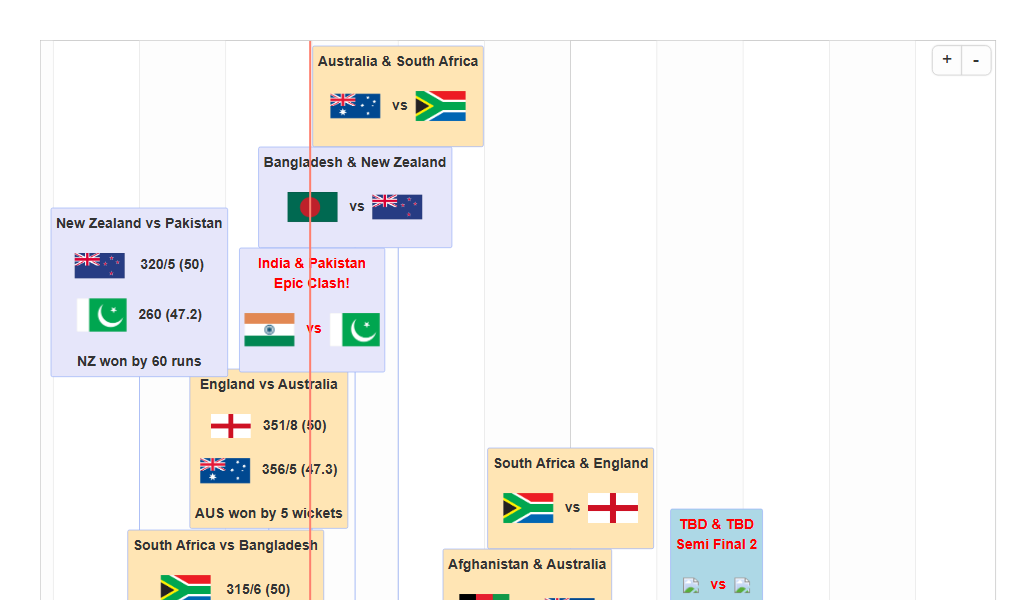 + -
Australia & South Africa
vs
Bangladesh & New Zealand
vs
New Zealand vs Pakistan
320/5 (50)
260 (47.2)
NZ won by 60 runs
India & Pakistan
Epic Clash!
vs
England vs Australia
351/8 (50)
356/5 (47.3)
AUS won by 5 wickets
South Africa & England
vs
TBD & TBD
Semi Final 2
vs
South Africa vs Bangladesh
315/6 (50)
Afghanistan & Australia